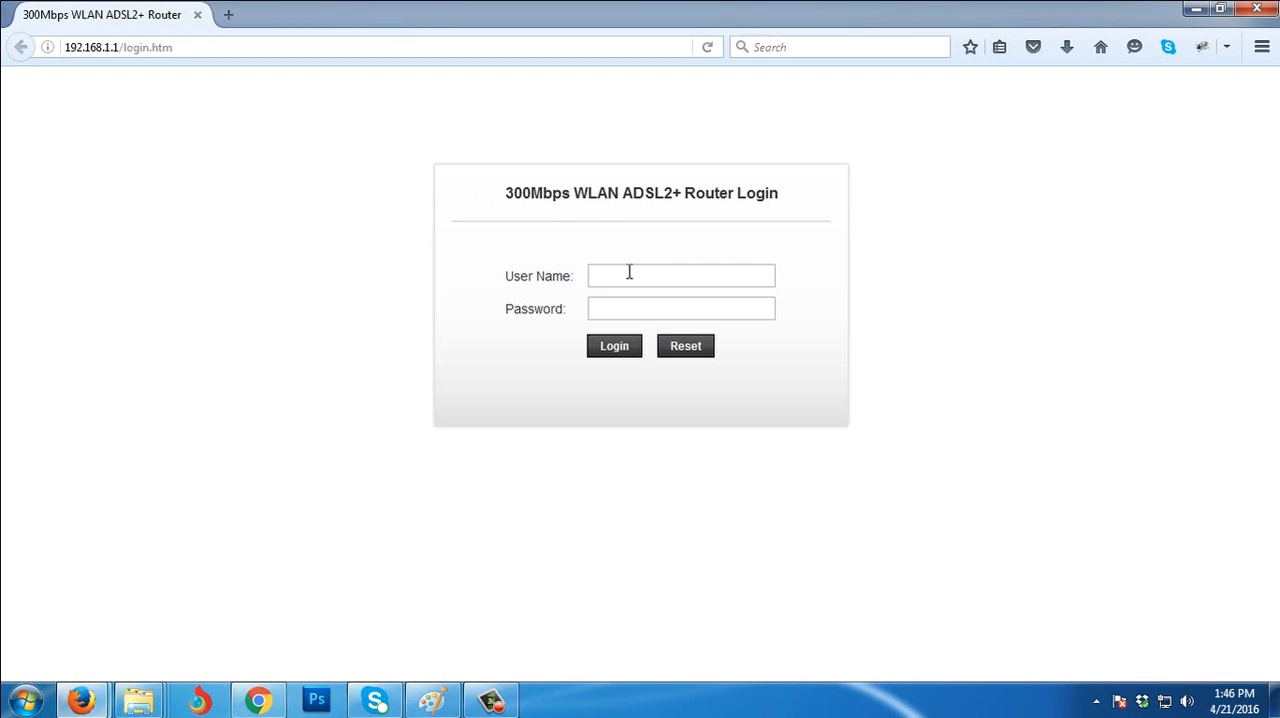 300Mbps WLAN ADSL2+ Router
192.168.1.1/login.htm
Search
300Mbps WLAN ADSL2+ Router Login
User Name:
Password:
Login
Reset
Ps
1:46 PM
4/21/2016